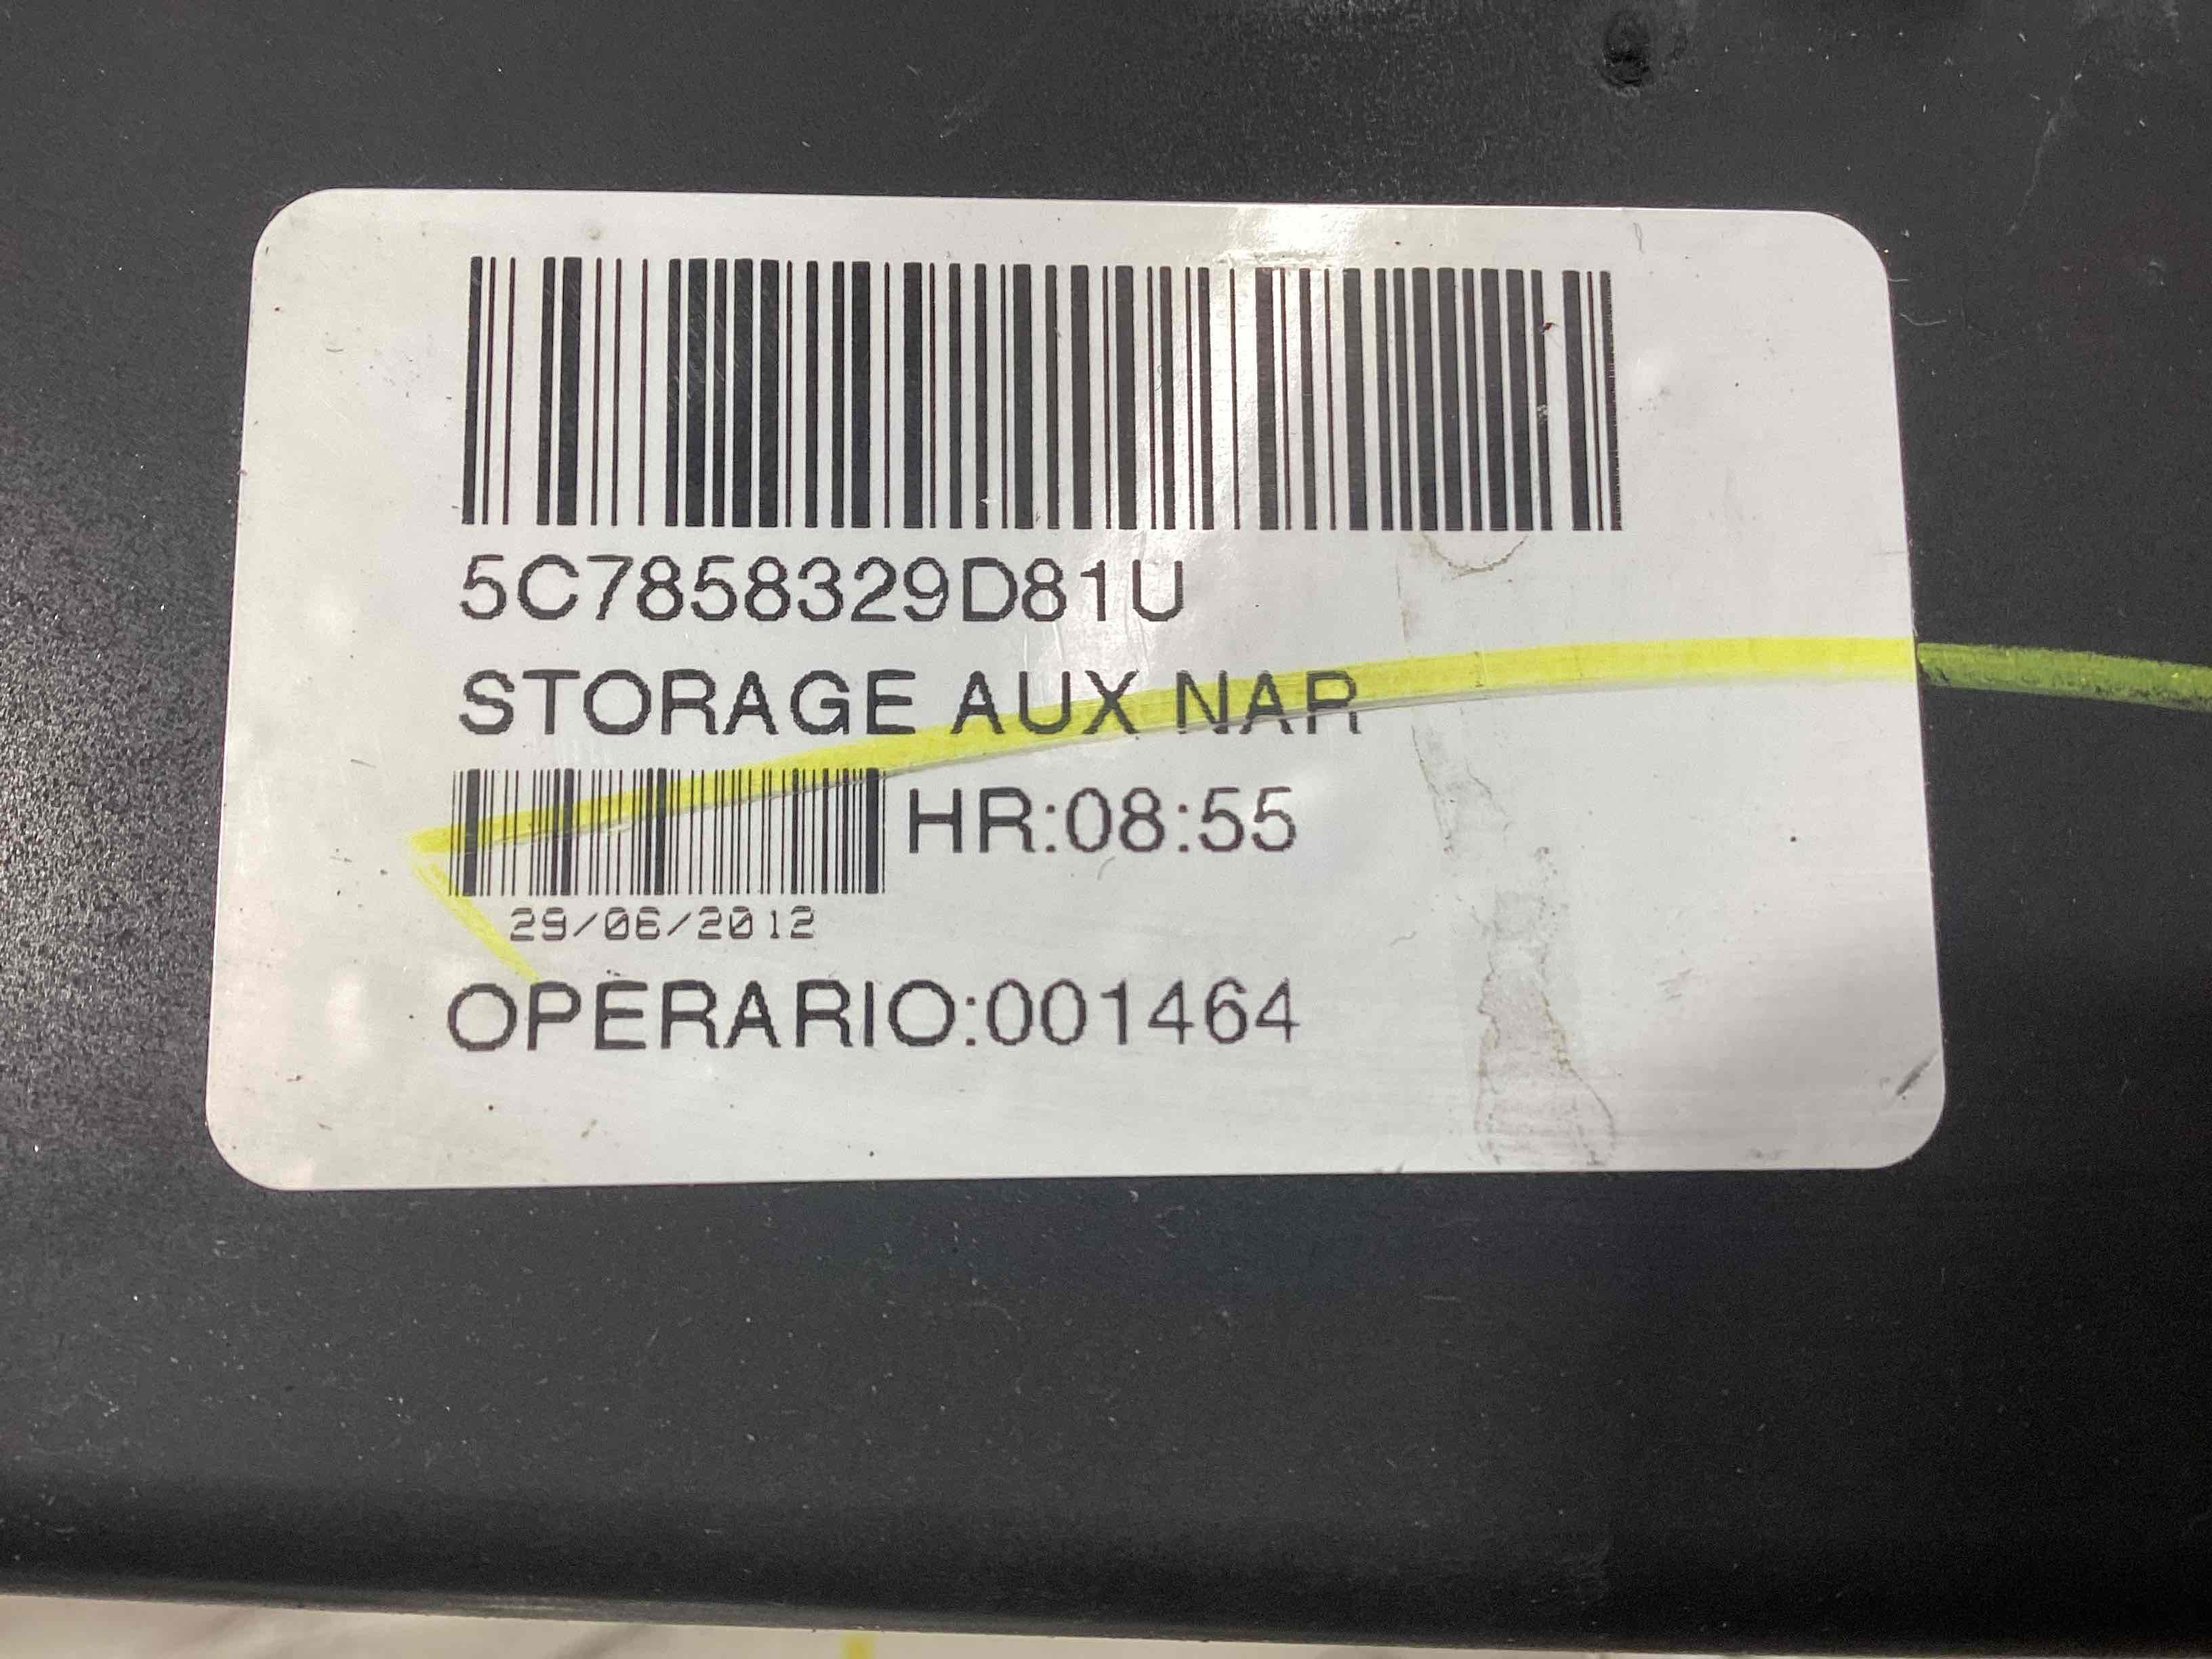 5C7858329D81U
STORAGE AUX NAR
HR:08:55
29/06/2012
OPERARIO:001464